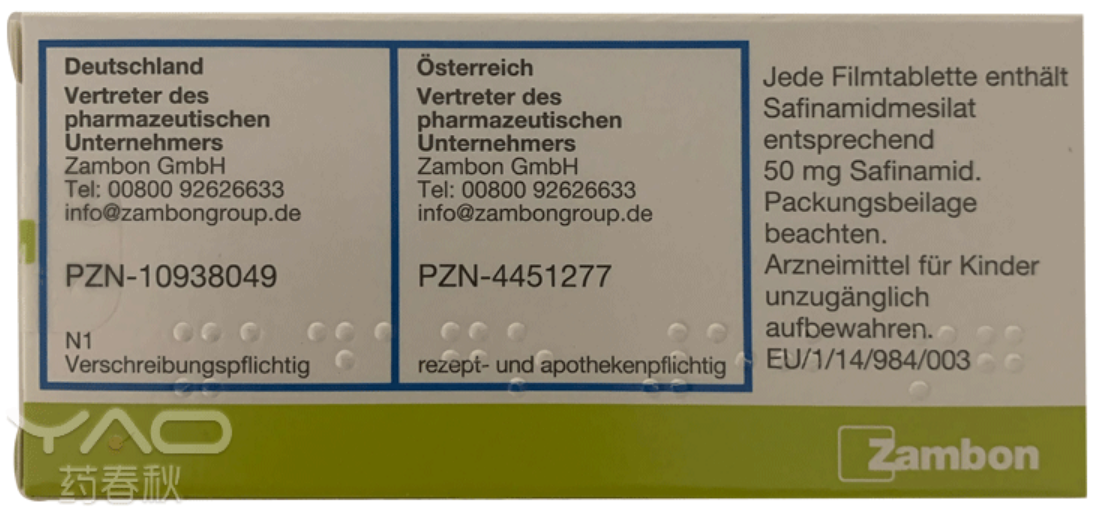 Deutschland
Vertreter des
pharmazeutischen
Unternehmers
Zambon GmbH
Tel: 00800 92626633
info@zambongroup.de
PZN-10938049
N1
Verschreibungspflichtig
Österreich
Vertreter des
pharmazeutischen
Unternehmers
Zambon GmbH
Tel: 00800 92626633
info@zambongroup.de
PZN-4451277
rezept- und apothekenpflichtig
Jede Filmtablette enthält
Safinamidmesilat
entsprechend
50 mg Safinamid.
Packungsbeilage
beachten.
Arzneimittel für Kinder
unzugänglich
aufbewahren.
EU/1/14/984/003
Zambon
YAO
药春秋